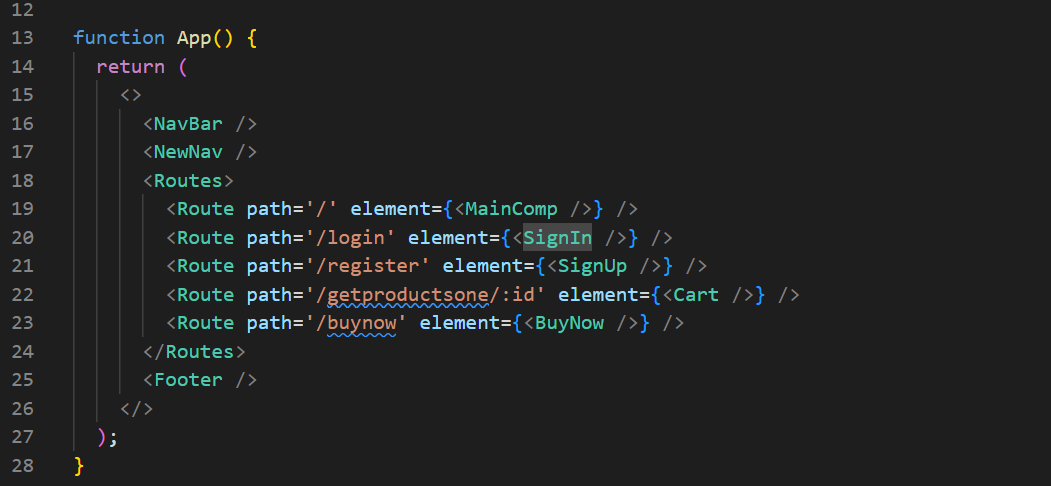 12
13 function App() {
14 return (
15 <>
16 <NavBar />
17 <NewNav />
18 <Routes>
19 <Route path='/' element={<MainComp />} />
20 <Route path='/login' element={<SignIn />} />
21 <Route path='/register' element={<SignUp />} />
22 <Route path='/getproductsone/:id' element={<Cart />} />
23 <Route path='/buynow' element={<BuyNow />} />
24 </Routes>
25 <Footer />
26 </>
27 );
28 }